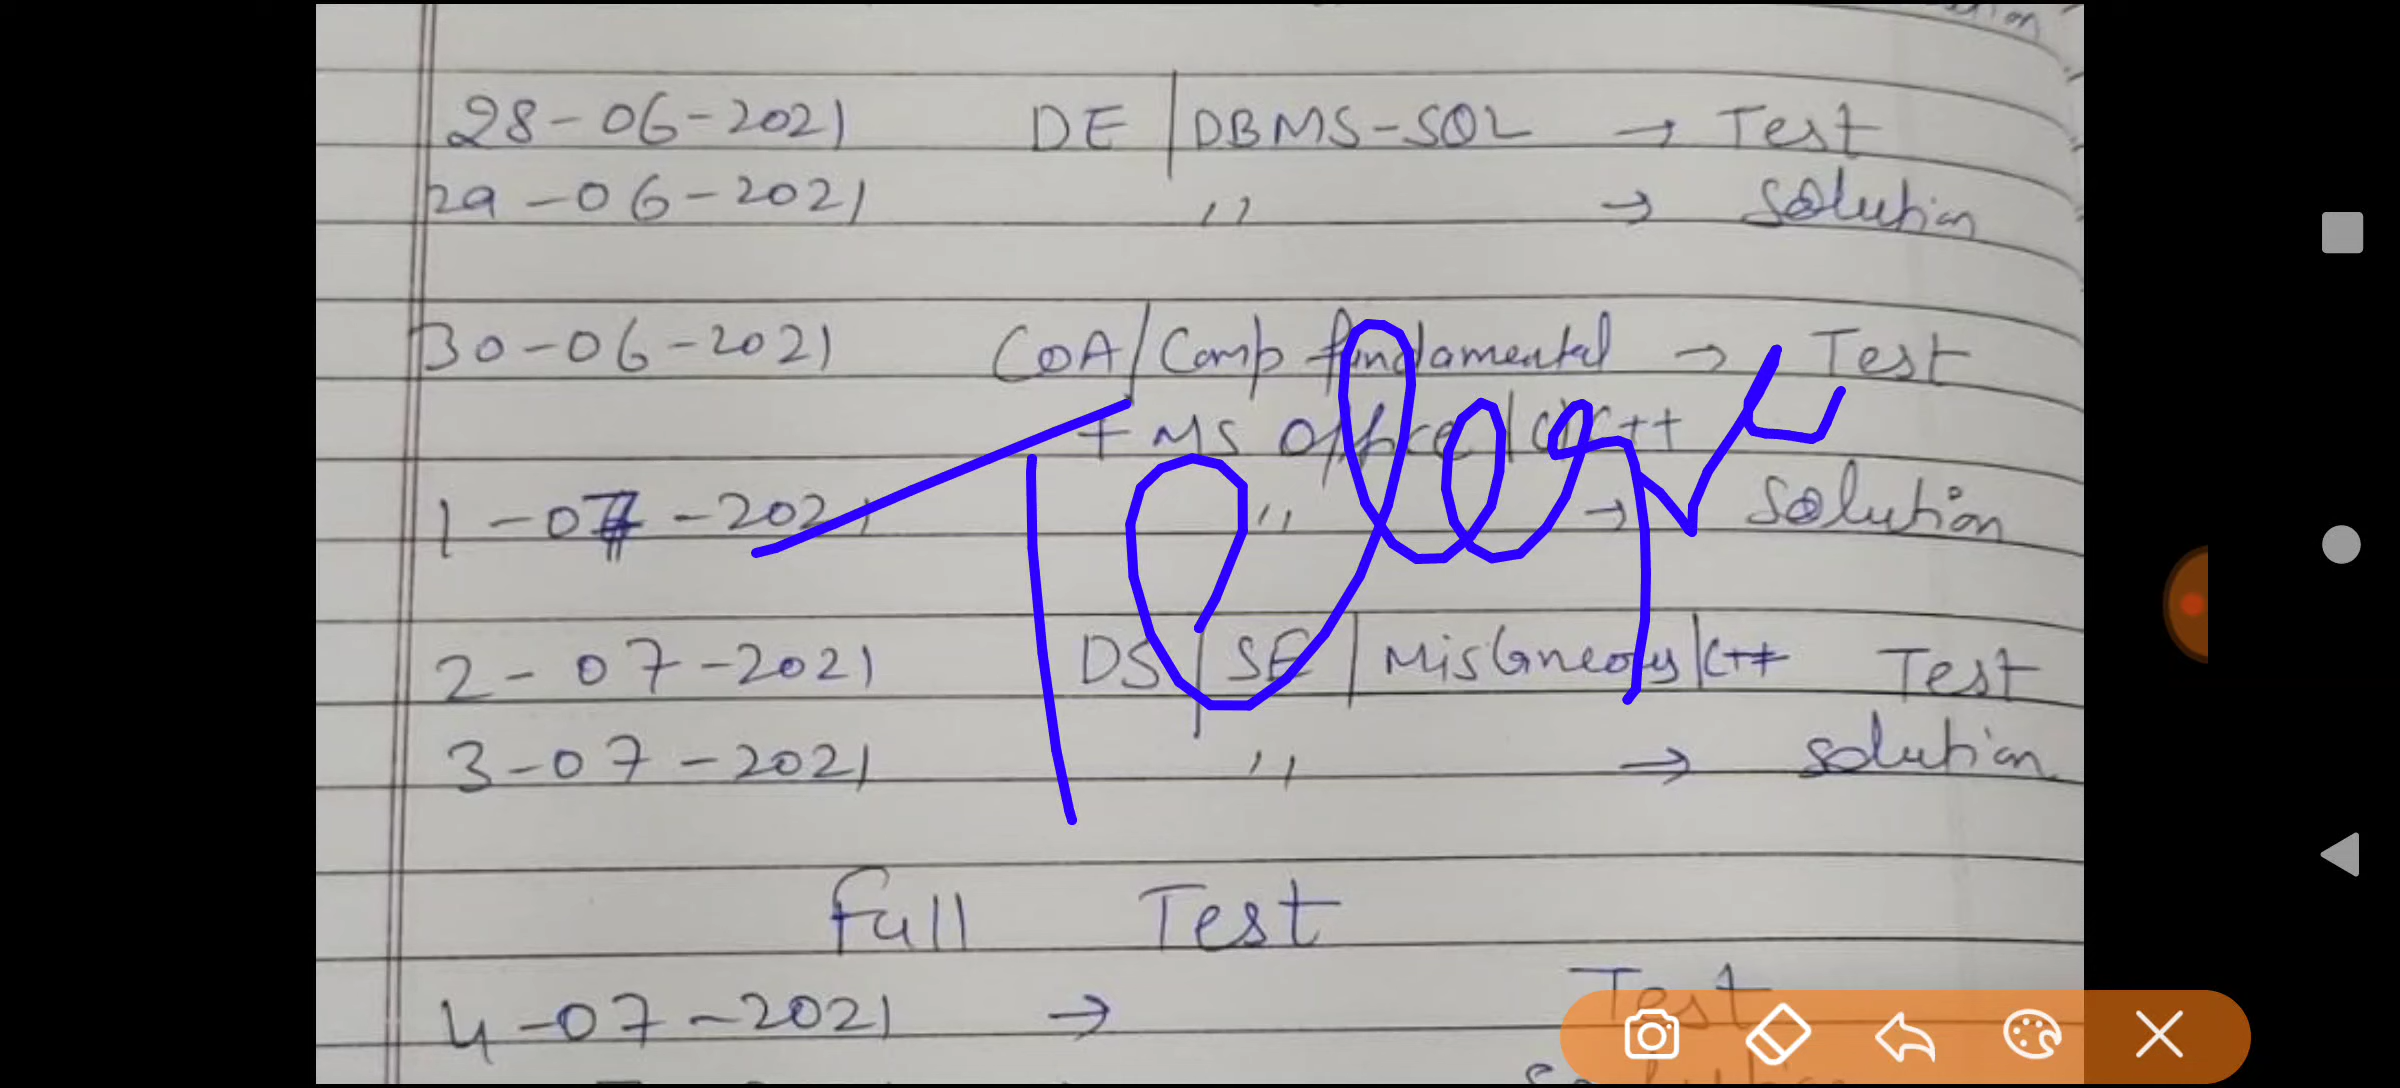 28-06-2021 DE | DBMS-SQL → Test
29-06-2021 " → Solution
30-06-2021 COA/Comp fundamental → Test
+ MS Office | C/C++
1-07-2021 " → Solution
2-07-2021 DS | SE | Mislaneory | C++ Test
3-07-2021 " → solution
Full Test
4-07-2021 → Test